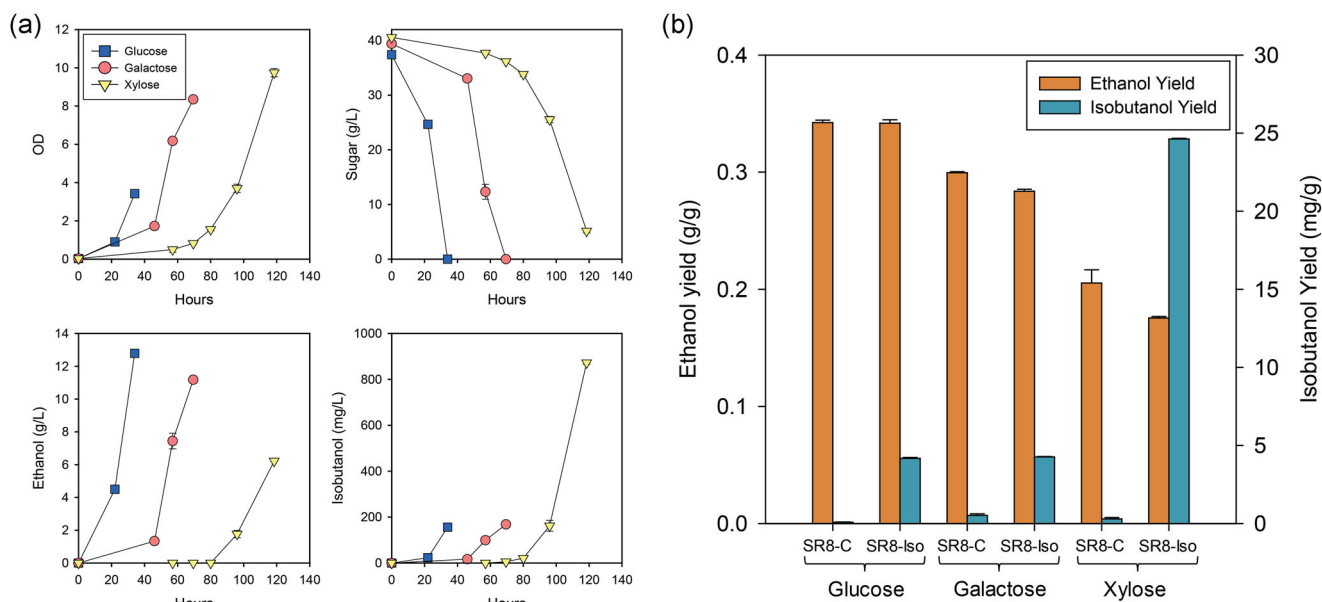 (a)
12
10
8
6
4
2
0
OD
Glucose
Galactose
Xylose
0 20 40 60 80 100 120 140
Hours
40
30
20
10
0
Sugar (g/L)
0 20 40 60 80 100 120 140
Hours
14
12
10
8
6
4
2
0
Ethanol (g/L)
0 20 40 60 80 100 120 140
Hours
1000
800
600
400
200
0
Isobutanol (mg/L)
0 20 40 60 80 100 120 140
Hours
(b)
0.4
0.3
0.2
0.1
0.0
Ethanol yield (g/g)
Ethanol Yield
Isobutanol Yield
30
25
20
15
10
5
0
Isobutanol Yield (mg/g)
SR8-C SR8-Iso SR8-C SR8-Iso SR8-C SR8-Iso
Glucose Galactose Xylose